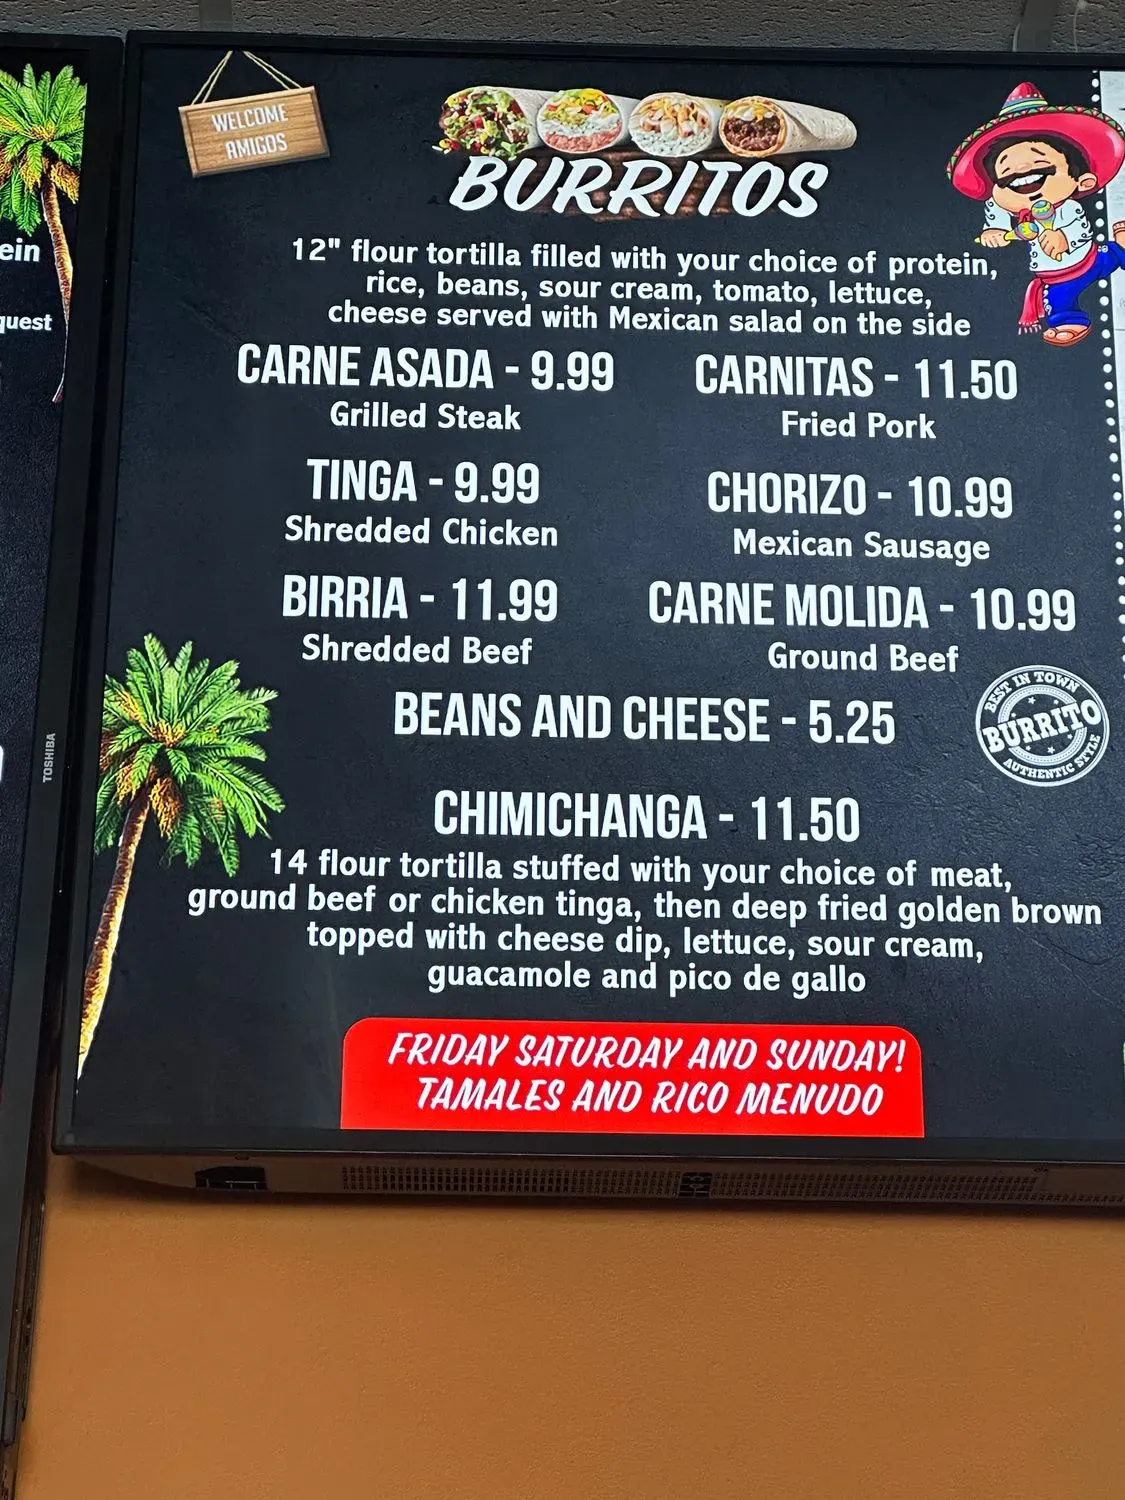 WELCOME
AMIGOS
BURRITOS
12" flour tortilla filled with your choice of protein,
rice, beans, sour cream, tomato, lettuce,
cheese served with Mexican salad on the side
CARNE ASADA - 9.99
Grilled Steak
CARNITAS - 11.50
Fried Pork
TINGA - 9.99
Shredded Chicken
CHORIZO - 10.99
Mexican Sausage
BIRRIA - 11.99
Shredded Beef
CARNE MOLIDA - 10.99
Ground Beef
BEANS AND CHEESE - 5.25
BEST IN TOWN
BURRITO
AUTHENTIC STYLE
CHIMICHANGA - 11.50
14 flour tortilla stuffed with your choice of meat,
ground beef or chicken tinga, then deep fried golden brown
topped with cheese dip, lettuce, sour cream,
guacamole and pico de gallo
FRIDAY SATURDAY AND SUNDAY!
TAMALES AND RICO MENUDO
ein
quest
TOSHIBA